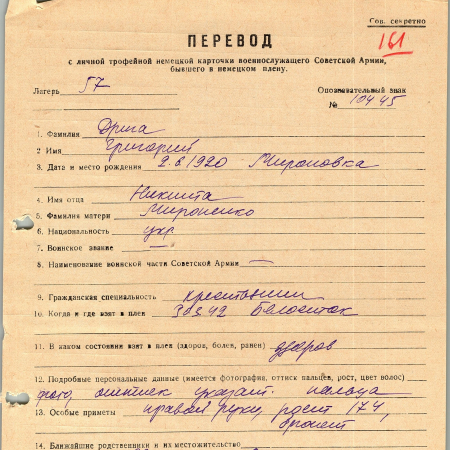 Сов. секретно
161
ПЕРЕВОД
с личной трофейной немецкой карточки военнослужащего Советской Армии,
бывшего в немецком плену.
Лагерь 57
Опознавательный знак
№ 10445
1. Фамилия Дрига
2 Имя Григорий
3. Дата и место рождения 2.6.1920 Мироновка
4. Имя отца Никита
5. Фамилия матери Мироненко
6. Национальность укр.
7. Воинское звание —
8. Наименование воинской части Советской Армии —
9. Гражданская специальность крестьянин
10. Когда и где взят в плен 30.3.42 Белосток
11. В каком состоянии взят в плен (здоров, болен, ранен) здоров
12. Подробные персональные данные (имеется фотография, оттиск пальцев, рост, цвет волос)
фото, оттиск указат. пальца
13. Особые приметы правой руки, рост 174,
брюнет
14. Ближайшие родственники и их местожительство